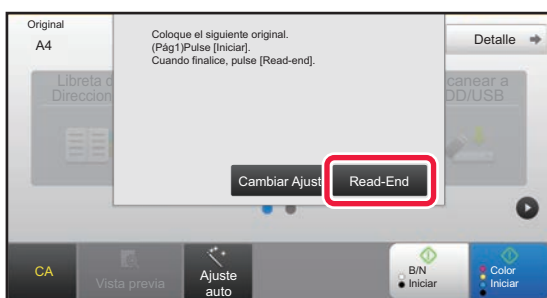 Original
A4
Coloque el siguiente original.
(Pág1)Pulse [Iniciar].
Cuando finalice, pulse [Read-end].
Detalle
Libreta d
Direccion
canear a
DD/USB
Cambiar Ajust
Read-End
CA
Vista previa
Ajuste
auto
B/N
Iniciar
Color
Iniciar